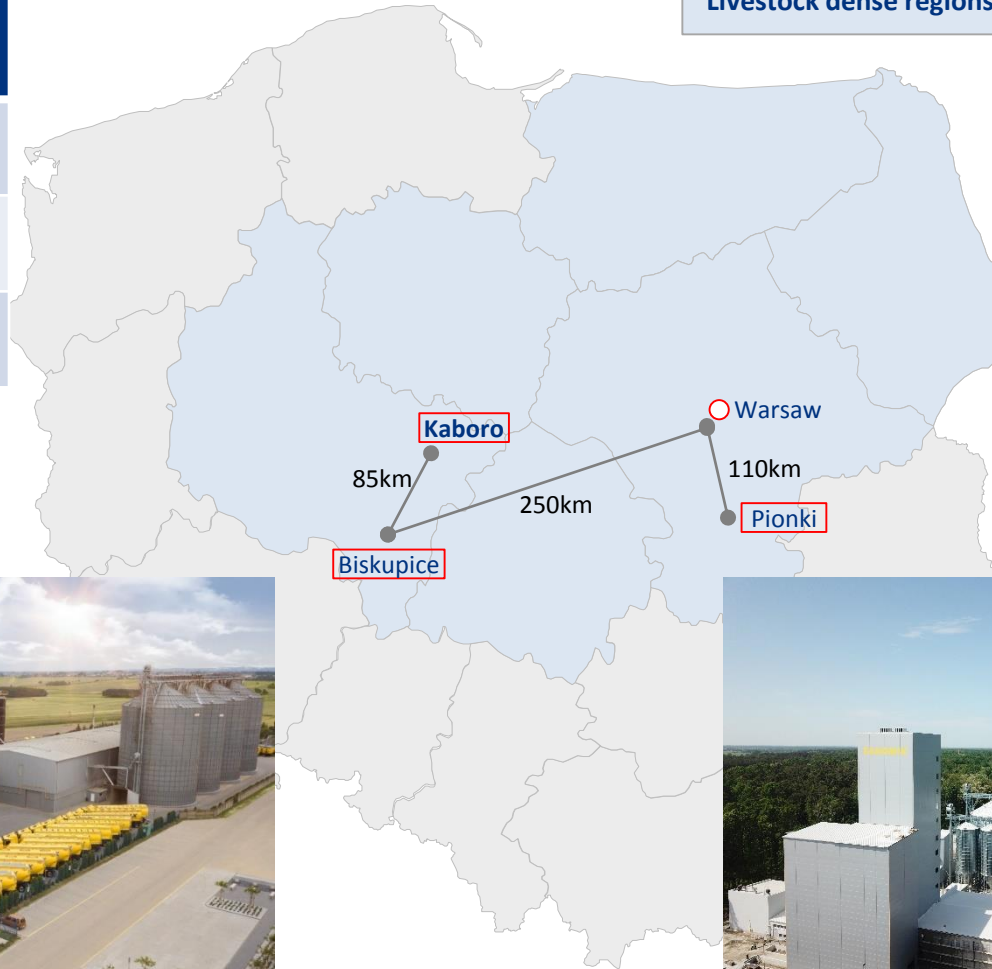 Livestock dense regions
Warsaw
Kaboro
85km
110km
250km
Pionki
Biskupice